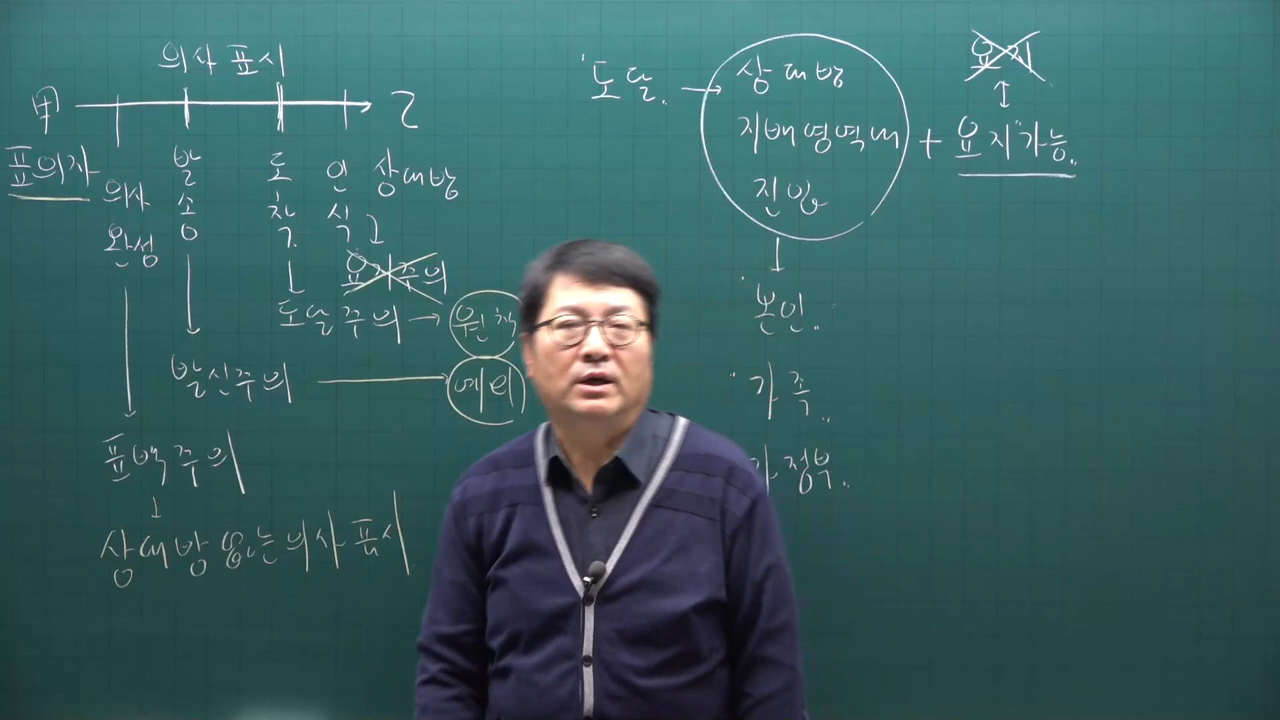 의사표시
甲 乙
표의자
의사완성
발송
도착
인식
상대방
요지주의
도달주의 → 원칙
발신주의 예외
표백주의
↓
상대방 없는 의사표시
"도달" → 상대방
지배영역내
진입
+ "요지"가능
↕
요지
↓
"본인"
"가족"
가정부"